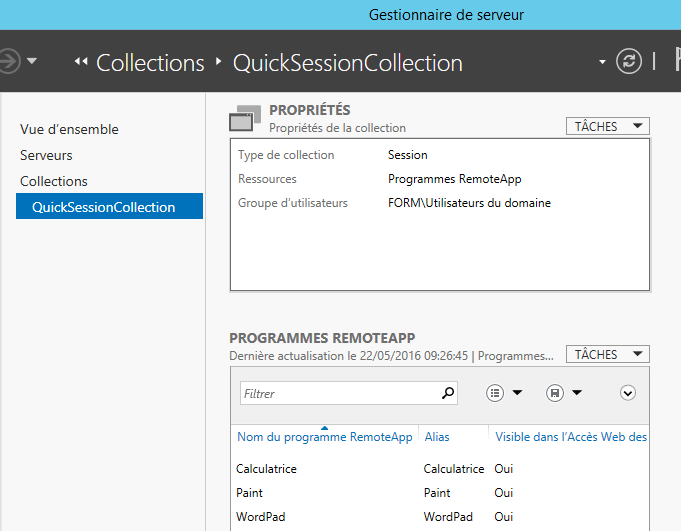 Gestionnaire de serveur
Collections
QuickSessionCollection
Vue d'ensemble
Serveurs
Collections
QuickSessionCollection
PROPRIÉTÉS
Propriétés de la collection
TÂCHES
Type de collection Session
Ressources Programmes RemoteApp
Groupe d'utilisateurs FORM\Utilisateurs du domaine
PROGRAMMES REMOTEAPP
Dernière actualisation le 22/05/2016 09:26:45 | Programmes...
TÂCHES
Filtrer
Nom du programme RemoteApp Alias Visible dans l'Accès Web des
Calculatrice Calculatrice Oui
Paint Paint Oui
WordPad WordPad Oui